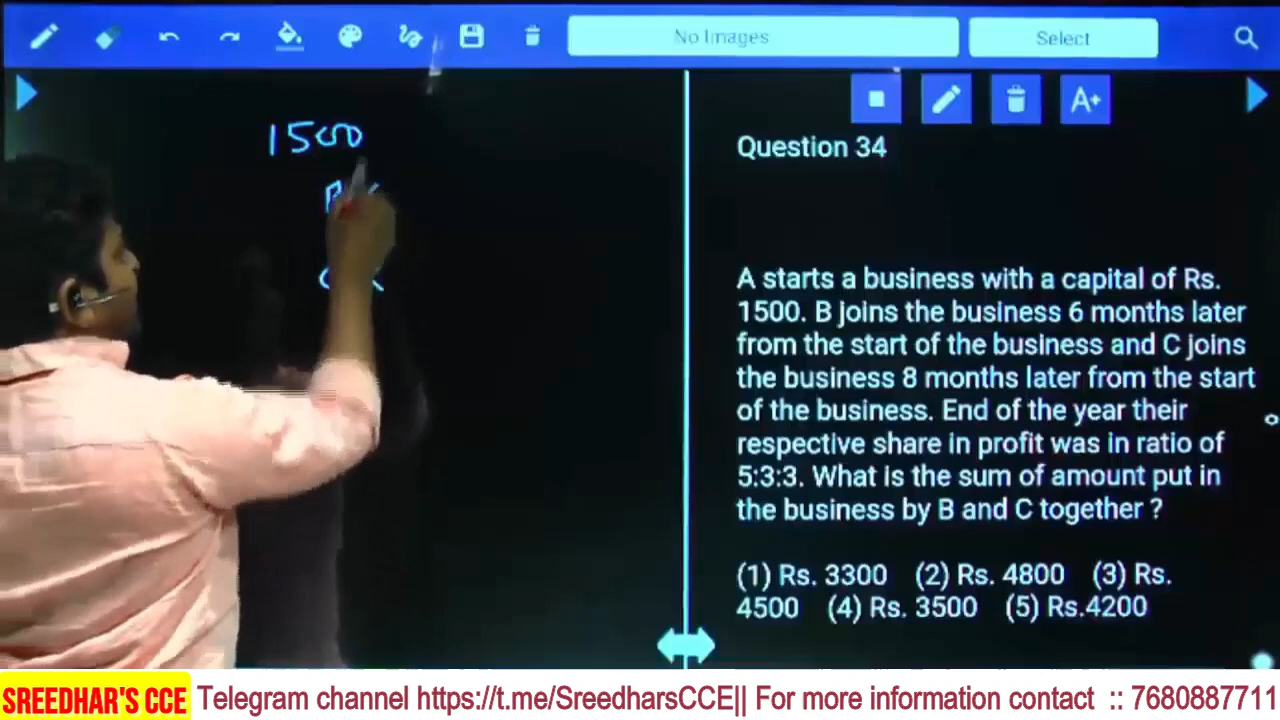 No Images
Select
A+
1500
Question 34
A starts a business with a capital of Rs.
1500. B joins the business 6 months later
from the start of the business and C joins
the business 8 months later from the start
of the business. End of the year their
respective share in profit was in ratio of
5:3:3. What is the sum of amount put in
the business by B and C together ?
(1) Rs. 3300 (2) Rs. 4800 (3) Rs.
4500 (4) Rs. 3500 (5) Rs.4200
SREEDHAR'S CCE Telegram channel https://t.me/SreedharsCCE|| For more information contact :: 7680887711